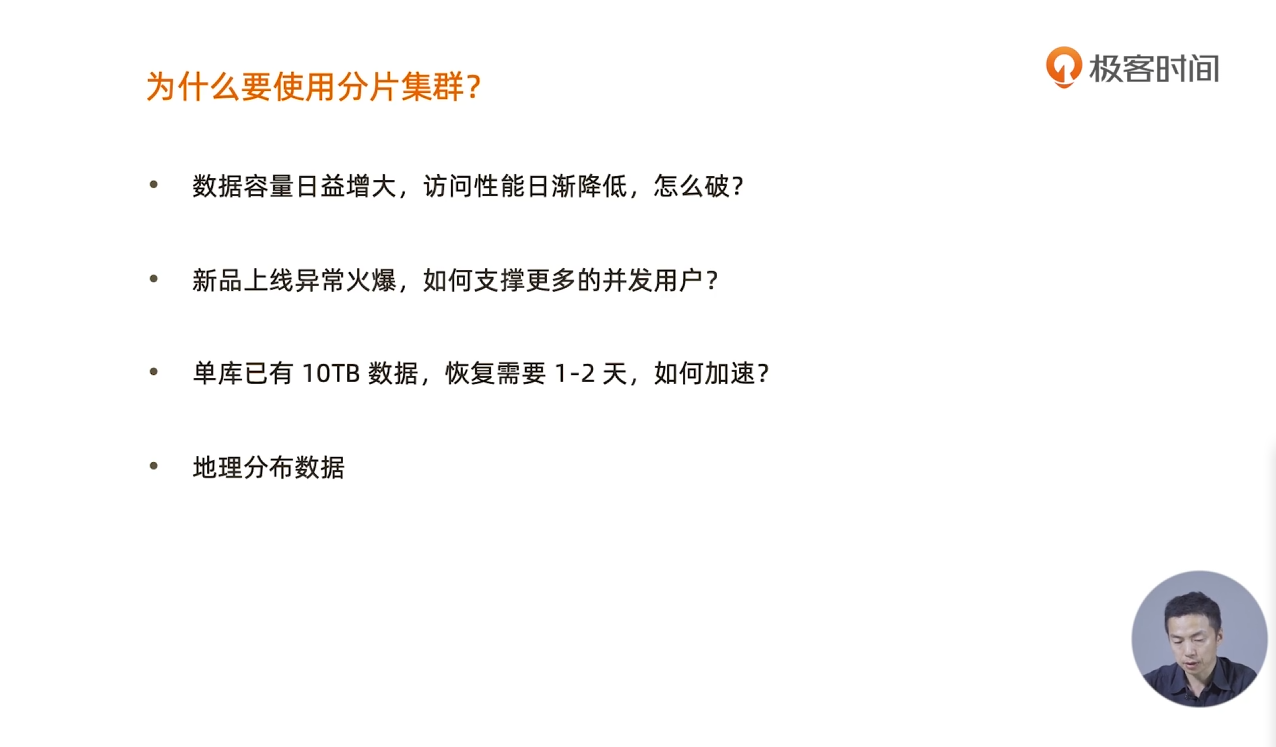 为什么要使用分片集群?
极客时间
• 数据容量日益增大，访问性能日渐降低，怎么破?
• 新品上线异常火爆，如何支撑更多的并发用户?
• 单库已有 10TB 数据，恢复需要 1-2 天，如何加速?
• 地理分布数据